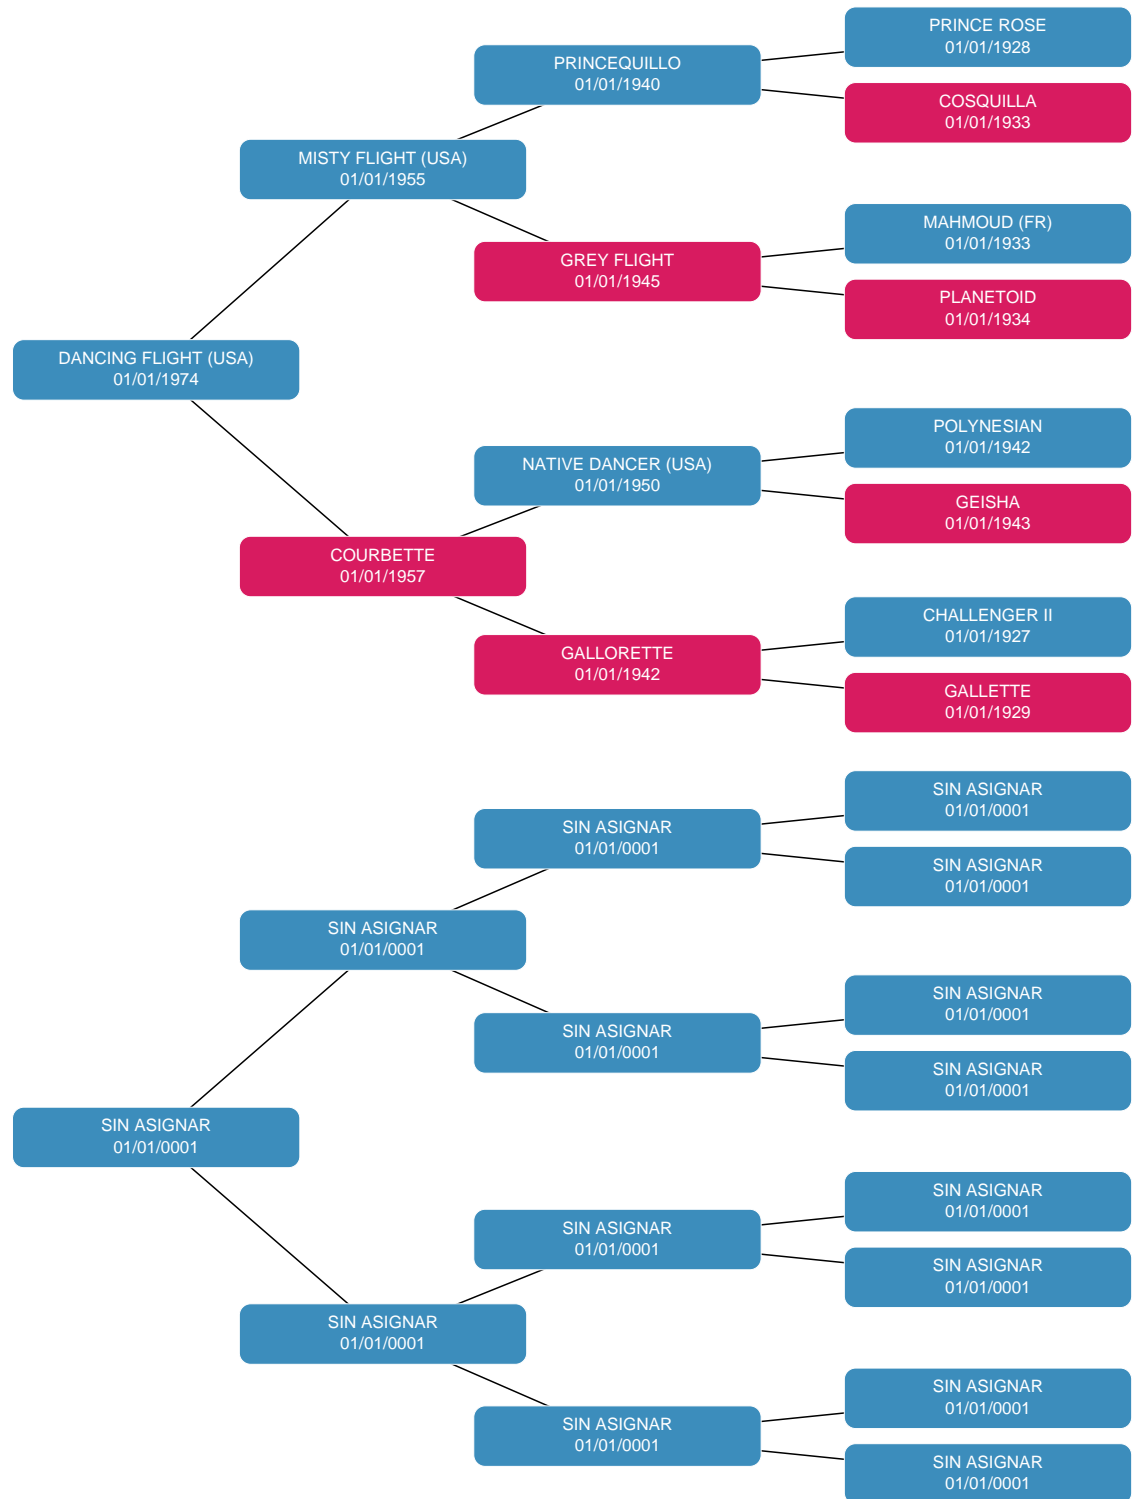 PRINCE ROSE
01/01/1928
PRINCEQUILLO
01/01/1940
COSQUILLA
01/01/1933
MISTY FLIGHT (USA)
01/01/1955
MAHMOUD (FR)
01/01/1933
GREY FLIGHT
01/01/1945
PLANETOID
01/01/1934
DANCING FLIGHT (USA)
01/01/1974
POLYNESIAN
01/01/1942
NATIVE DANCER (USA)
01/01/1950
GEISHA
01/01/1943
COURBETTE
01/01/1957
CHALLENGER II
01/01/1927
GALLORETTE
01/01/1942
GALLETTE
01/01/1929
SIN ASIGNAR
01/01/0001
SIN ASIGNAR
01/01/0001
SIN ASIGNAR
01/01/0001
SIN ASIGNAR
01/01/0001
SIN ASIGNAR
01/01/0001
SIN ASIGNAR
01/01/0001
SIN ASIGNAR
01/01/0001
SIN ASIGNAR
01/01/0001
SIN ASIGNAR
01/01/0001
SIN ASIGNAR
01/01/0001
SIN ASIGNAR
01/01/0001
SIN ASIGNAR
01/01/0001
SIN ASIGNAR
01/01/0001
SIN ASIGNAR
01/01/0001
SIN ASIGNAR
01/01/0001